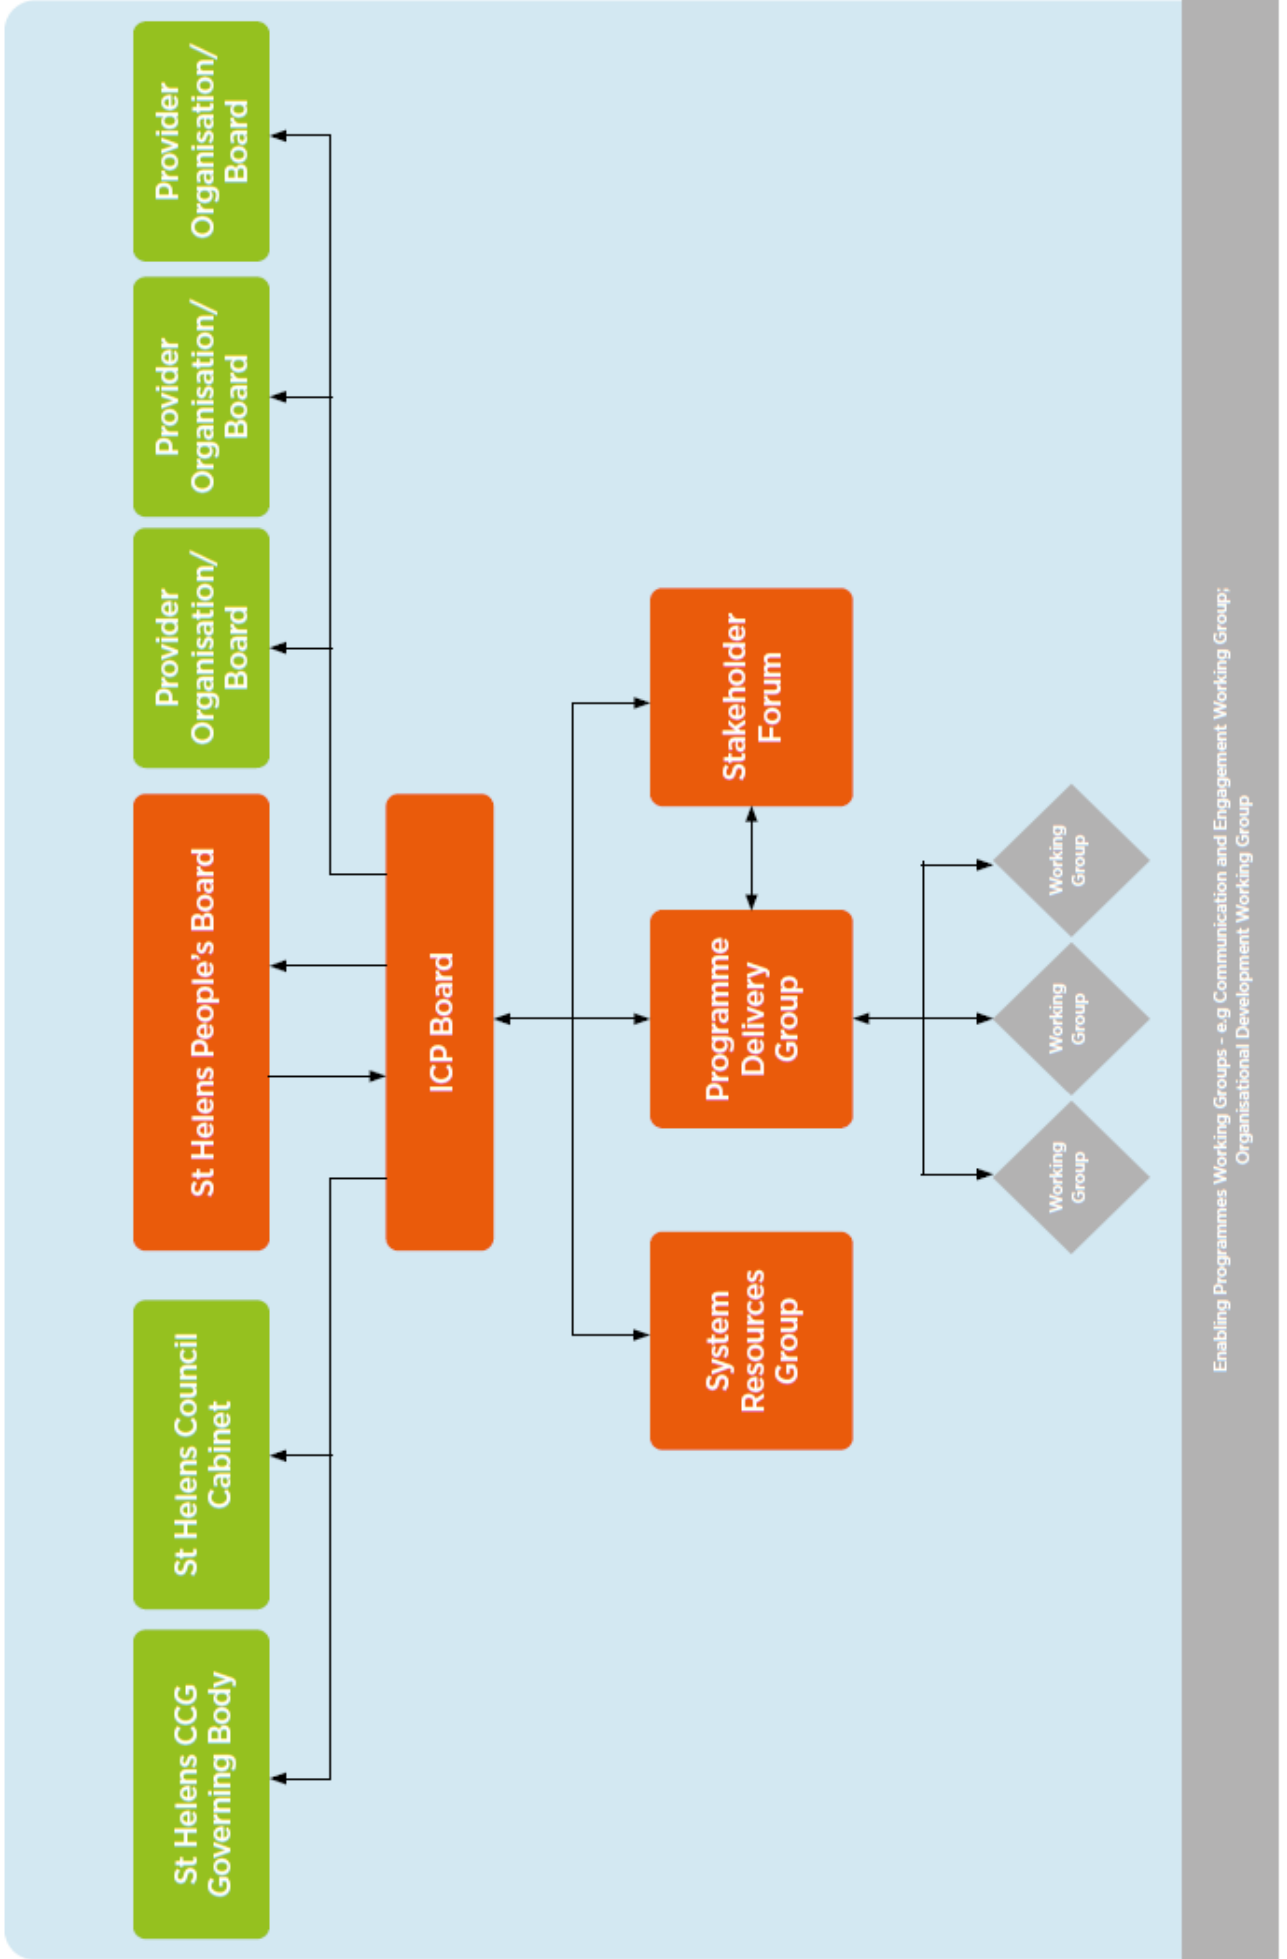 St Helens CCG
Governing Body
St Helens Council
Cabinet
St Helens People's Board
Provider
Organisation/
Board
Provider
Organisation/
Board
Provider
Organisation/
Board
ICP Board
System
Resources
Group
Programme
Delivery
Group
Stakeholder
Forum
Working
Group
Working
Group
Working
Group
Enabling Programmes Working Groups - e.g Communication and Engagement Working Group;
Organisational Development Working Group